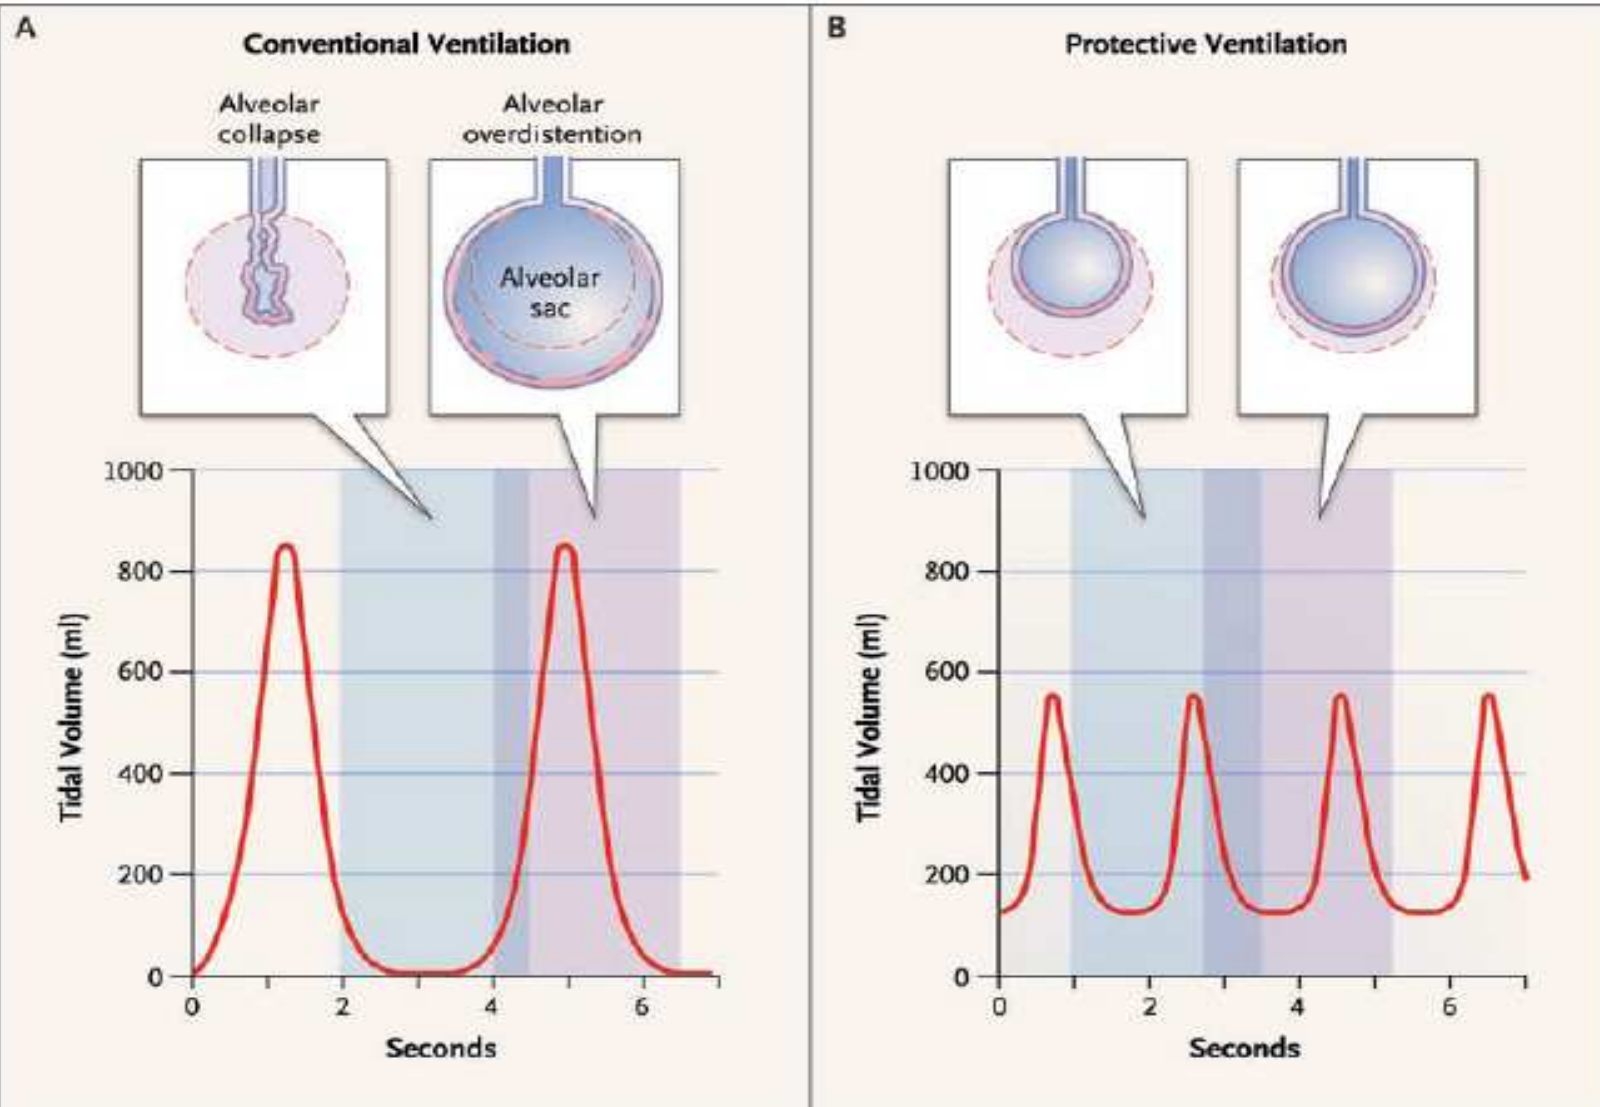 A
Conventional Ventilation
Alveolar
collapse
Alveolar
overdistention
Alveolar
sac
1000
800
600
400
200
0
Tidal Volume (ml)
0 2 4 6
Seconds
B
Protective Ventilation
1000
800
600
400
200
0
Tidal Volume (ml)
0 2 4 6
Seconds